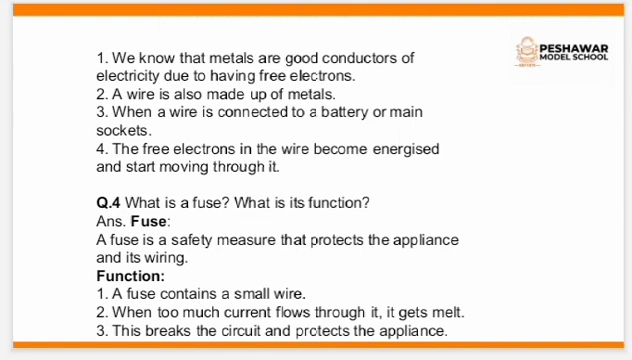 PESHAWAR
MODEL SCHOOL
1. We know that metals are good conductors of
electricity due to having free electrons.
2. A wire is also made up of metals.
3. When a wire is connected to a battery or main
sockets.
4. The free electrons in the wire become energised
and start moving through it.
Q.4 What is a fuse? What is its function?
Ans. Fuse:
A fuse is a safety measure that protects the appliance
and its wiring.
Function:
1. A fuse contains a small wire.
2. When too much current flows through it, it gets melt.
3. This breaks the circuit and protects the appliance.